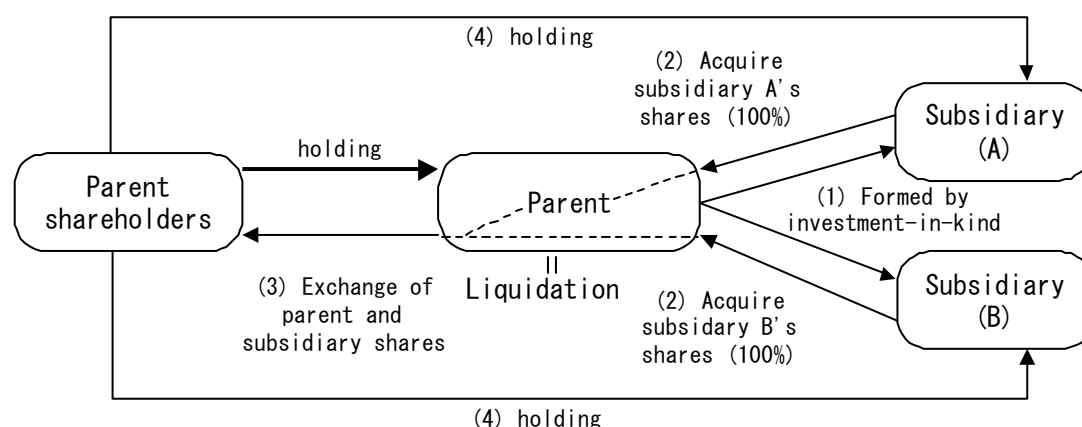 (4) holding
(2) Acquire
subsidiary A's
shares (100%)
Subsidiary
(A)
holding
Parent
shareholders
Parent
(1) Formed by
investment-in-kind
(3) Exchange of
parent and
subsidiary shares
Liquidation
(2) Acquire
subsidary B's
shares (100%)
Subsidiary
(B)
(4) holding